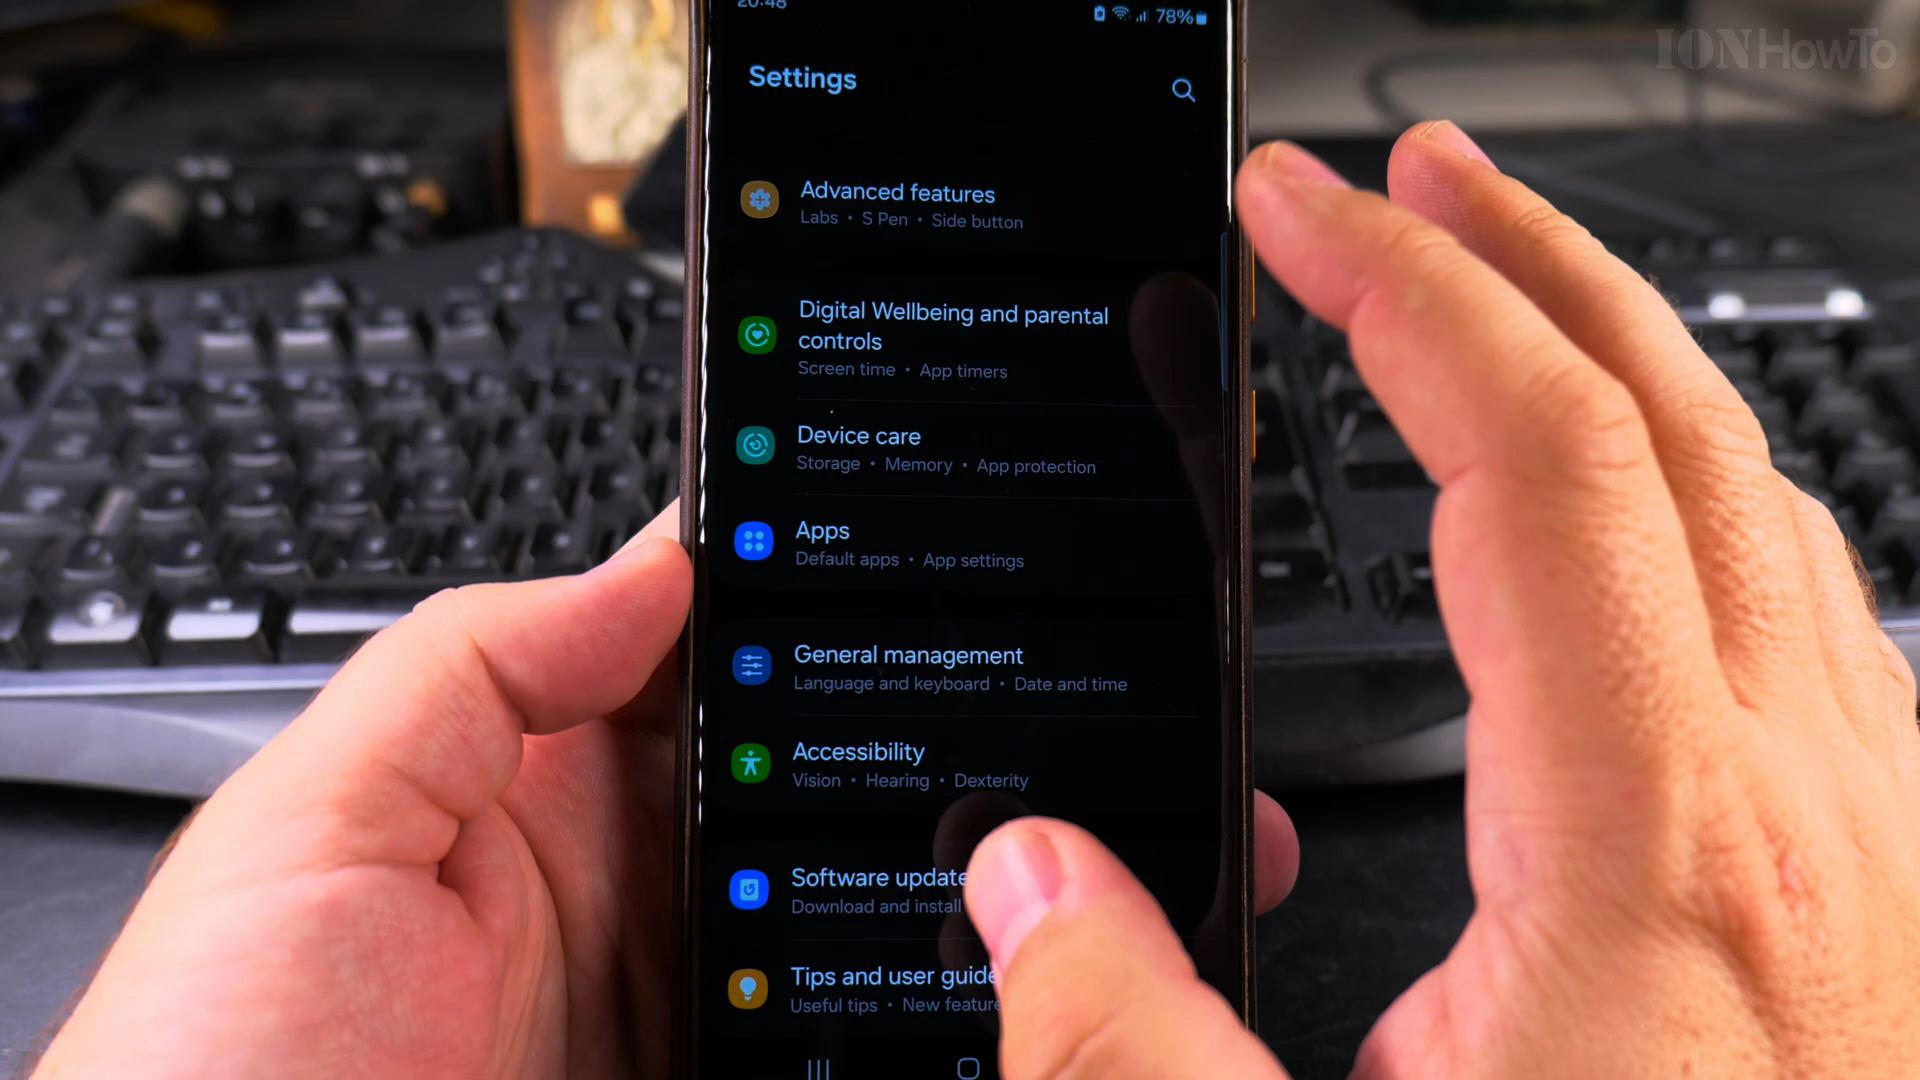 20:48
78%
ION HowTo
Settings
Advanced features
Labs • S Pen • Side button
Digital Wellbeing and parental
controls
Screen time • App timers
Device care
Storage • Memory • App protection
Apps
Default apps • App settings
General management
Language and keyboard • Date and time
Accessibility
Vision • Hearing • Dexterity
Software update
Download and install
Tips and user guide
Useful tips • New feature